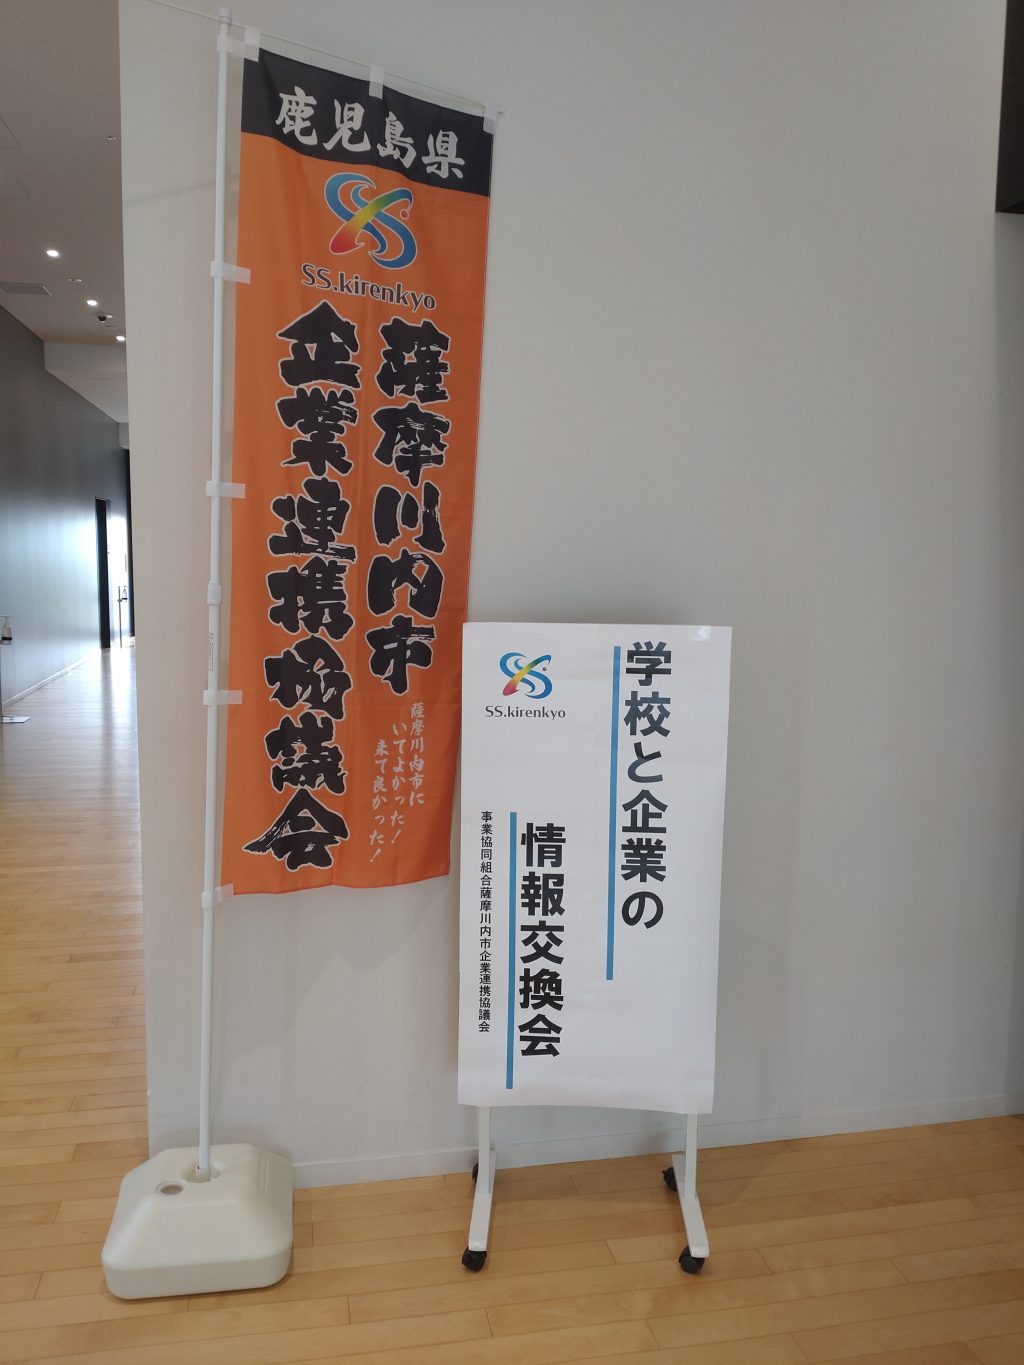 鹿児島県
SS.kirenkyo
薩摩川内市
企業連携協議会
薩摩川内市に
いてよかった!
来て良かった!
SS.kirenkyo
学校と企業の
情報交換会
事業協同組合薩摩川内市企業連携協議会